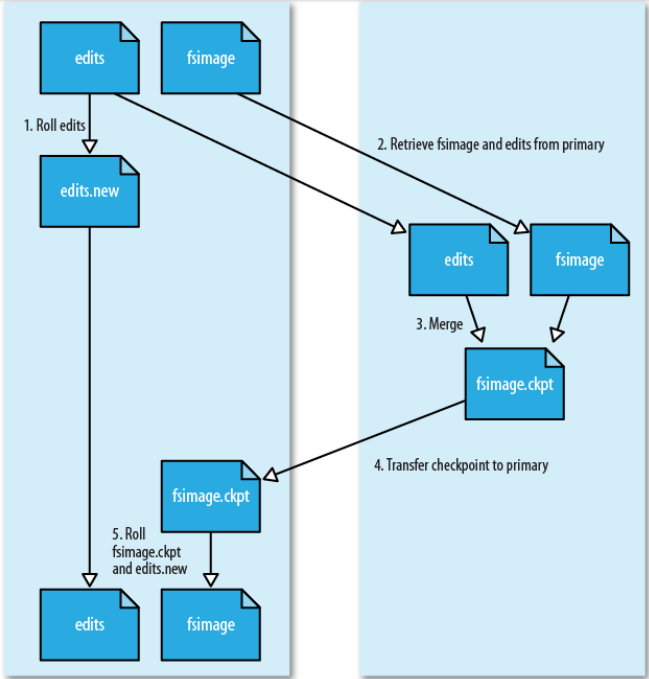 edits
fsimage
1. Roll edits
2. Retrieve fsimage and edits from primary
edits.new
edits
fsimage
3. Merge
fsimage.ckpt
4. Transfer checkpoint to primary
fsimage.ckpt
5. Roll
fsimage.ckpt
and edits.new
edits
fsimage